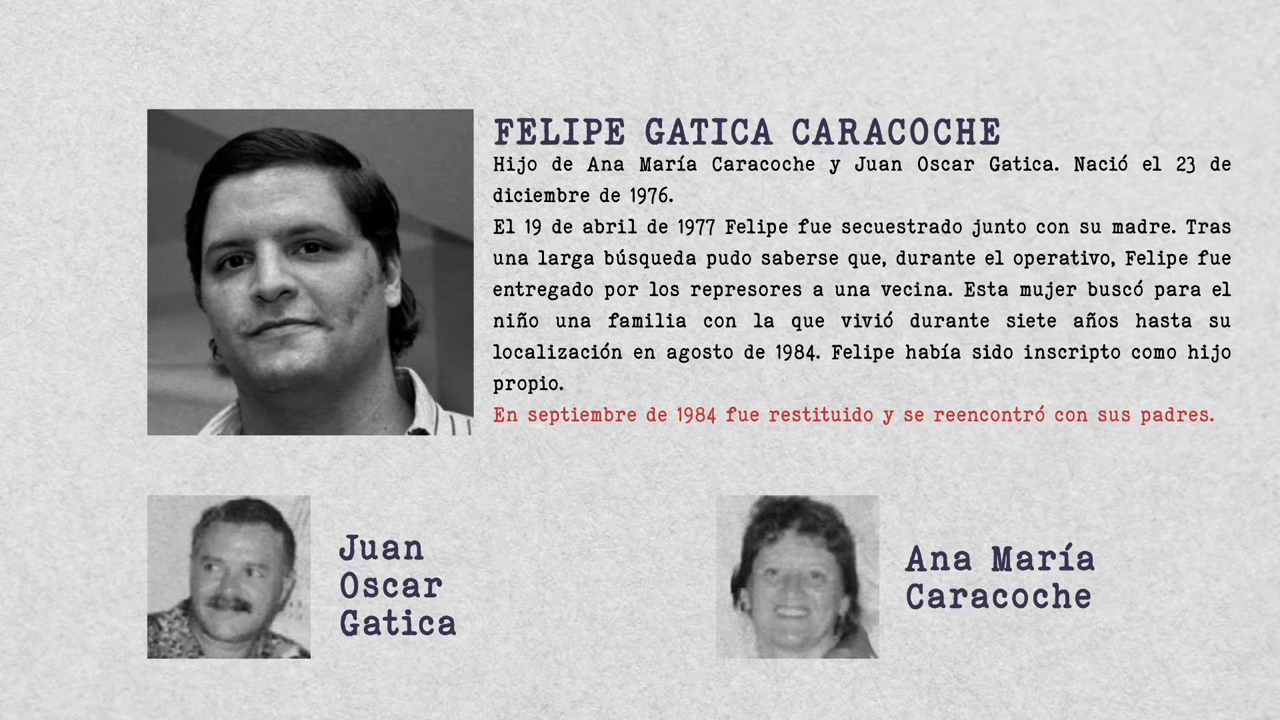 FELIPE GATICA CARACOCHE
Hijo de Ana María Caracoche y Juan Oscar Gatica. Nació el 23 de
diciembre de 1976.
El 19 de abril de 1977 Felipe fue secuestrado junto con su madre. Tras
una larga búsqueda pudo saberse que, durante el operativo, Felipe fue
entregado por los represores a una vecina. Esta mujer buscó para el
niño una familia con la que vivió durante siete años hasta su
localización en agosto de 1984. Felipe había sido inscripto como hijo
propio.
En septiembre de 1984 fue restituido y se reencontró con sus padres.
Juan
Oscar
Gatica
Ana María
Caracoche